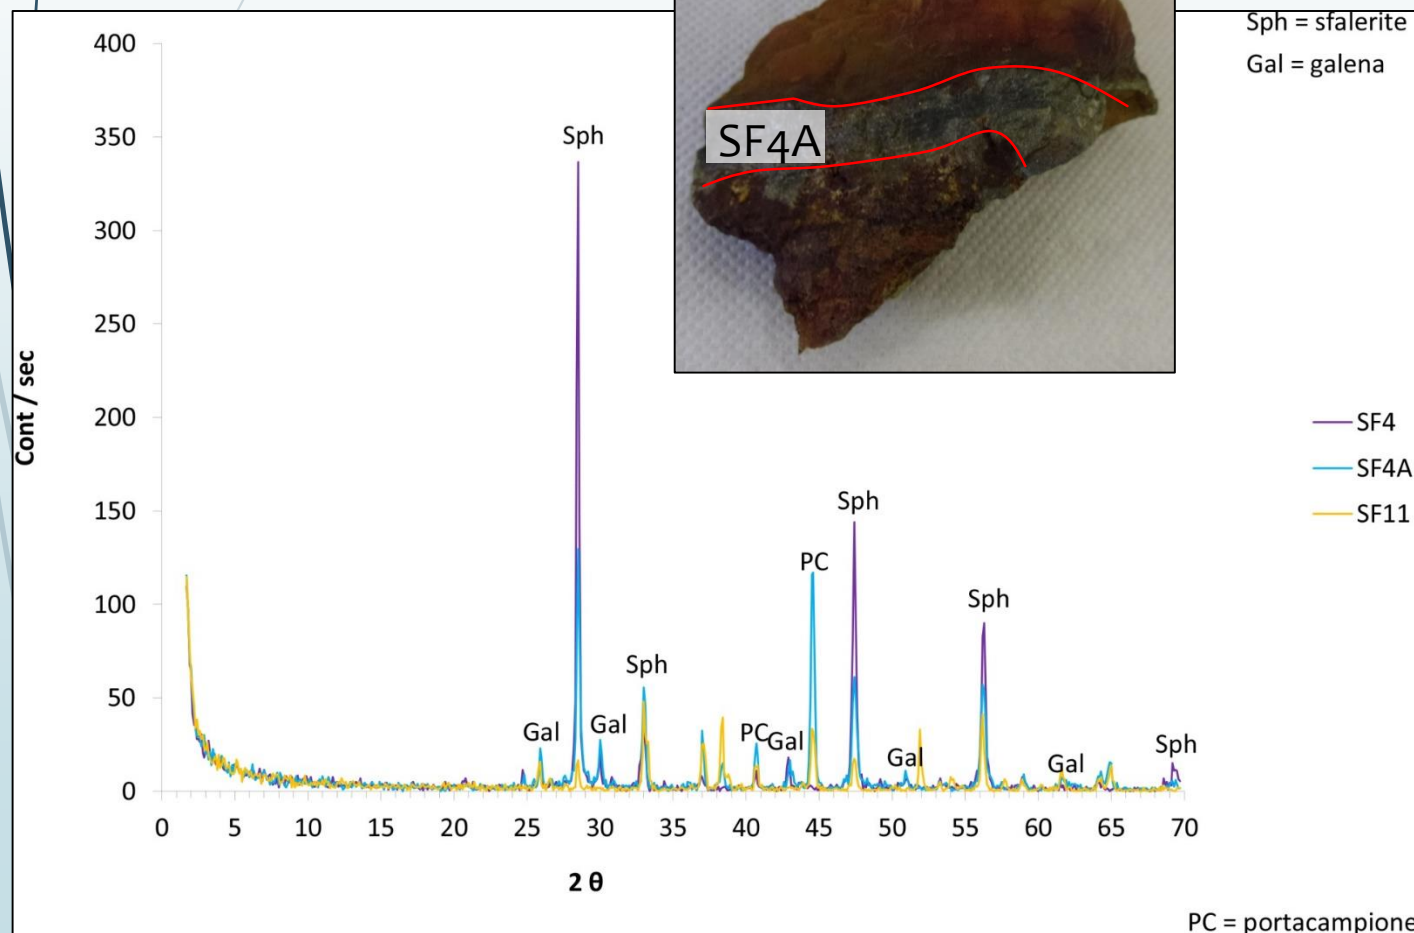 Sph = sfalerite
Gal = galena
SF4A
400
350
300
250
200
150
100
50
0
Cont / sec
Sph
Sph
PC
Sph
Sph
Gal
Gal
PC
Gal
Gal
Gal
Sph
SF4
SF4A
SF11
0 5 10 15 20 25 30 35 40 45 50 55 60 65 70
2 θ
PC = portacampione